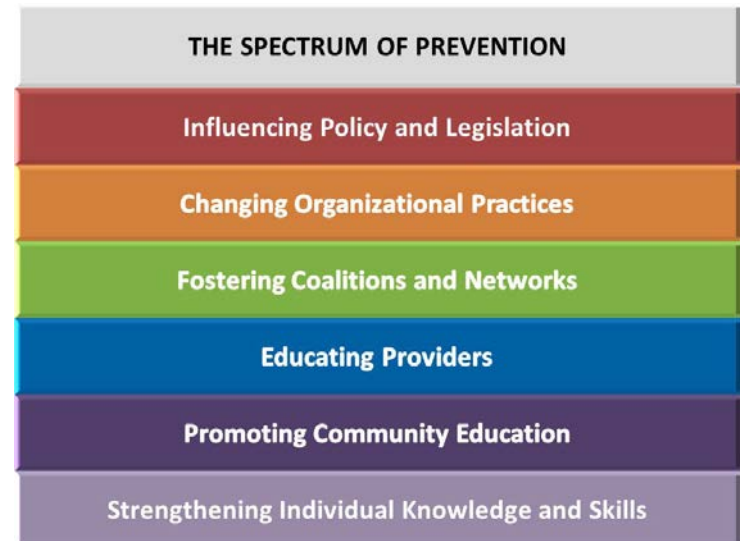 THE SPECTRUM OF PREVENTION
Influencing Policy and Legislation
Changing Organizational Practices
Fostering Coalitions and Networks
Educating Providers
Promoting Community Education
Strengthening Individual Knowledge and Skills